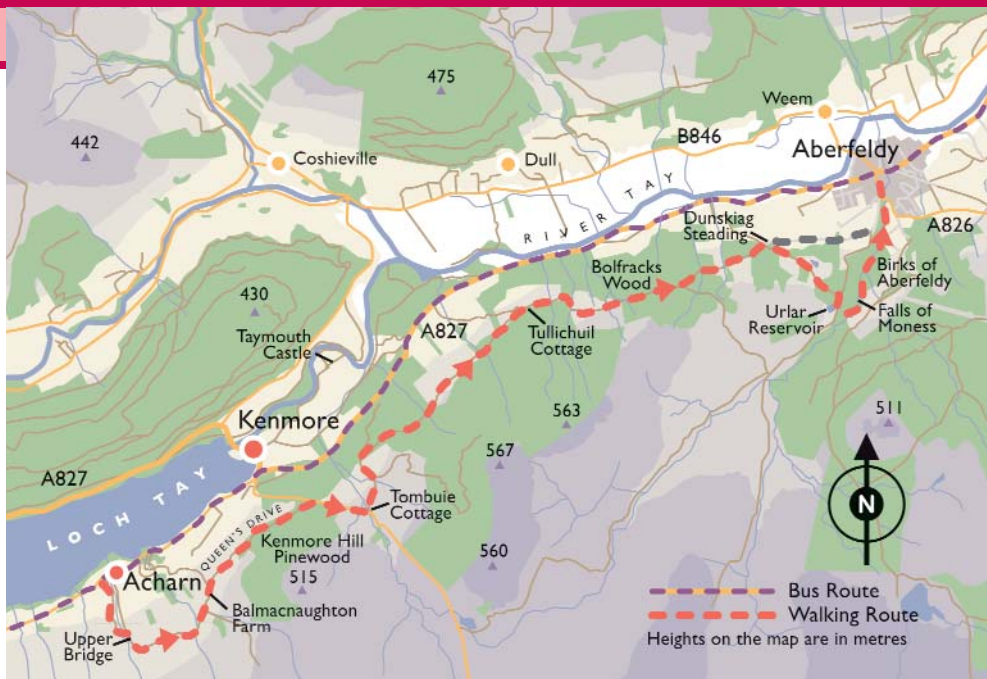 475
Weem
442
B846
Aberfeldy
Coshieville
Dull
RIVER TAY
Dunskiag
Steading
A826
Bolfracks
Wood
Birks of
Aberfeldy
430
Urlar
Reservoir
Falls of
Moness
A827
Tullichuil
Cottage
Taymouth
Castle
Kenmore
563
511
567
A827
LOCH TAY
Tombuie
Cottage
N
QUEEN'S DRIVE
Kenmore Hill
Pinewood
560
515
Acharn
Balmacnaughton
Farm
Bus Route
Walking Route
Upper
Bridge
Heights on the map are in metres